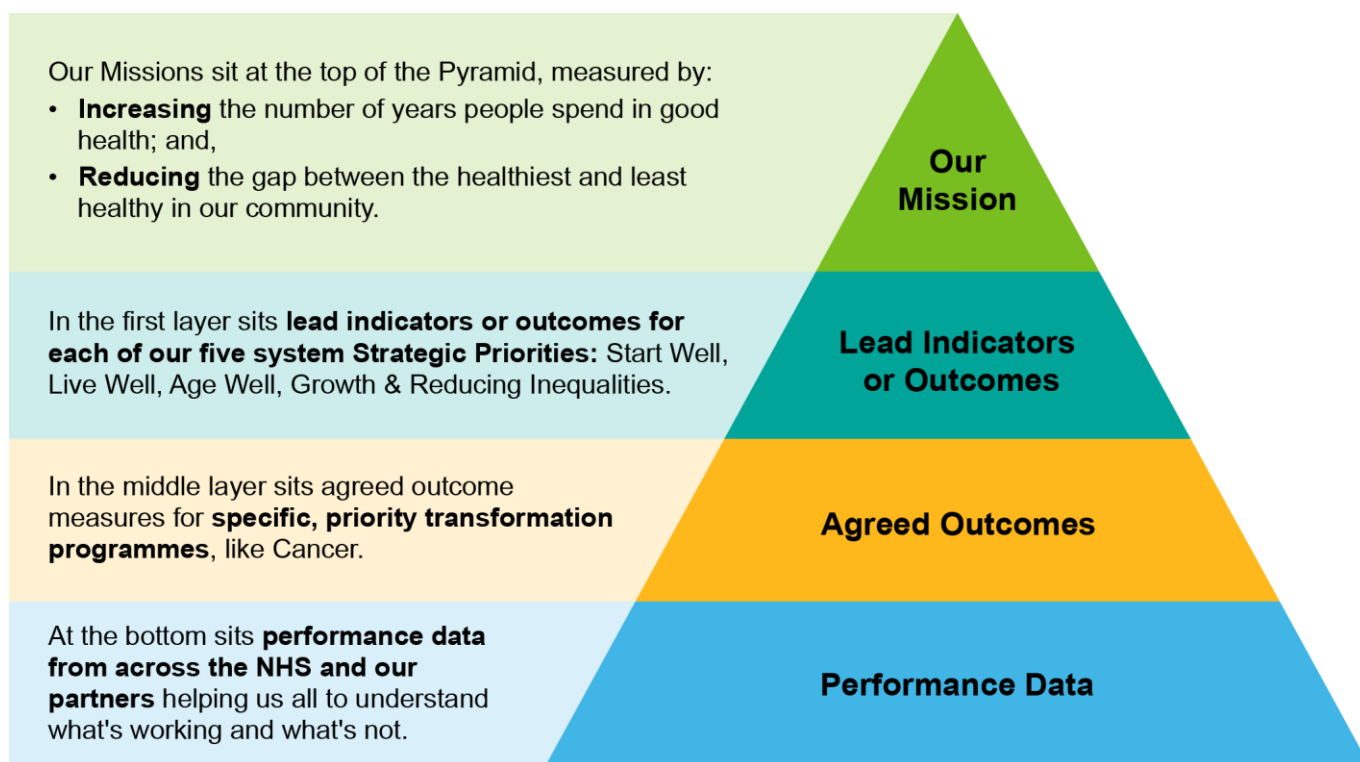 Our Missions sit at the top of the Pyramid, measured by:
• Increasing the number of years people spend in good
health; and,
• Reducing the gap between the healthiest and least
healthy in our community.
Our
Mission
In the first layer sits lead indicators or outcomes for
each of our five system Strategic Priorities: Start Well,
Live Well, Age Well, Growth & Reducing Inequalities.
Lead Indicators
or Outcomes
In the middle layer sits agreed outcome
measures for specific, priority transformation
programmes, like Cancer.
Agreed Outcomes
At the bottom sits performance data
from across the NHS and our
partners helping us all to understand
what's working and what's not.
Performance Data